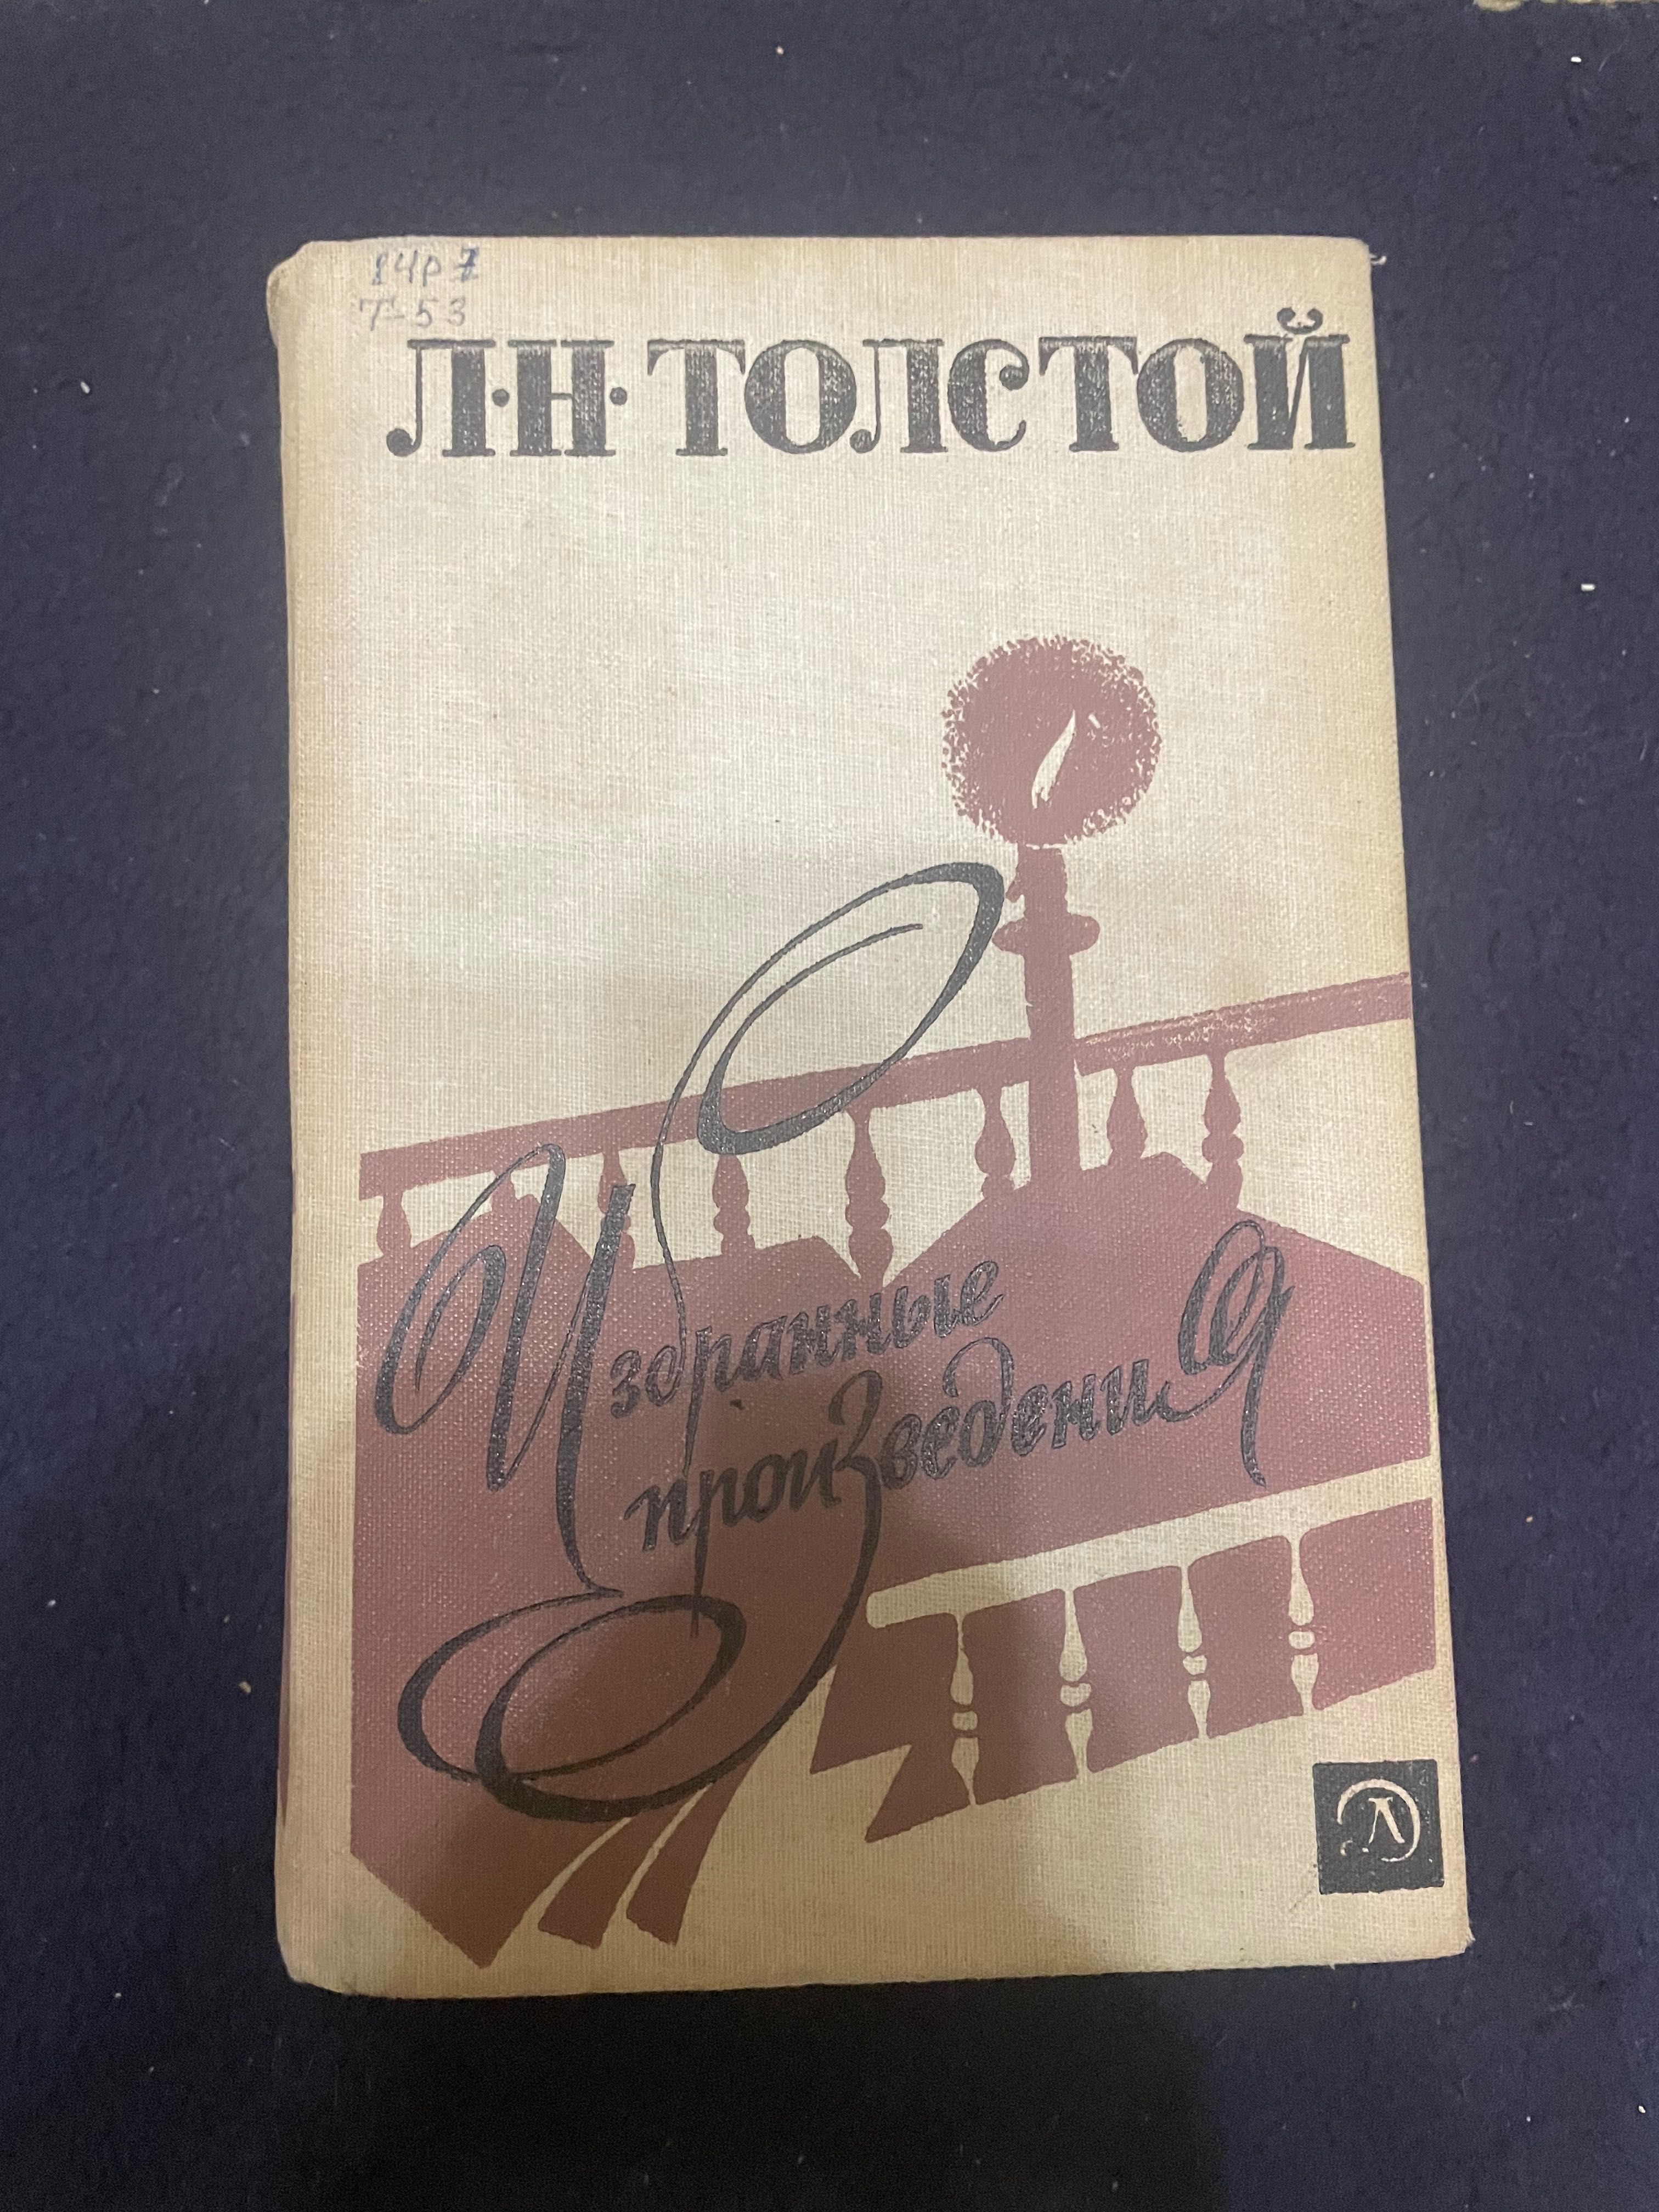 84р7
Т-53
Л·Н·ТОЛСТОЙ
Избранные
произведения